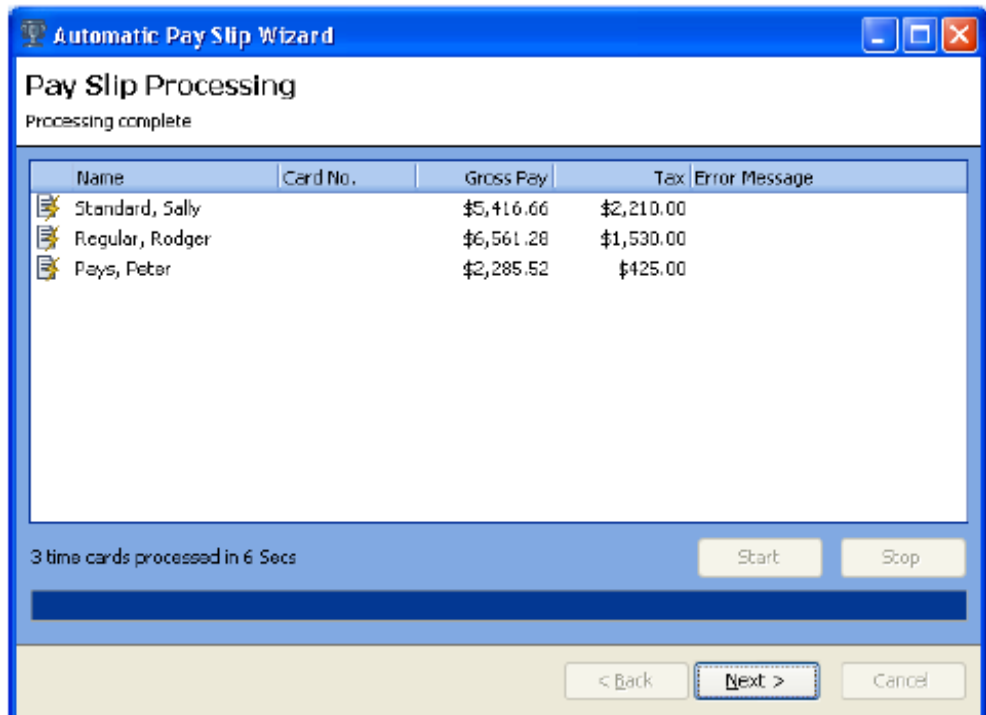 Automatic Pay Slip Wizard
Pay Slip Processing
Processing complete
Name Card No. Gross Pay Tax Error Message
Standard, Sally $5,416.66 $2,210.00
Regular, Rodger $6,561.28 $1,530.00
Pays, Peter $2,285.52 $425.00
3 time cards processed in 6 Secs Start Stop
< Back Next > Cancel